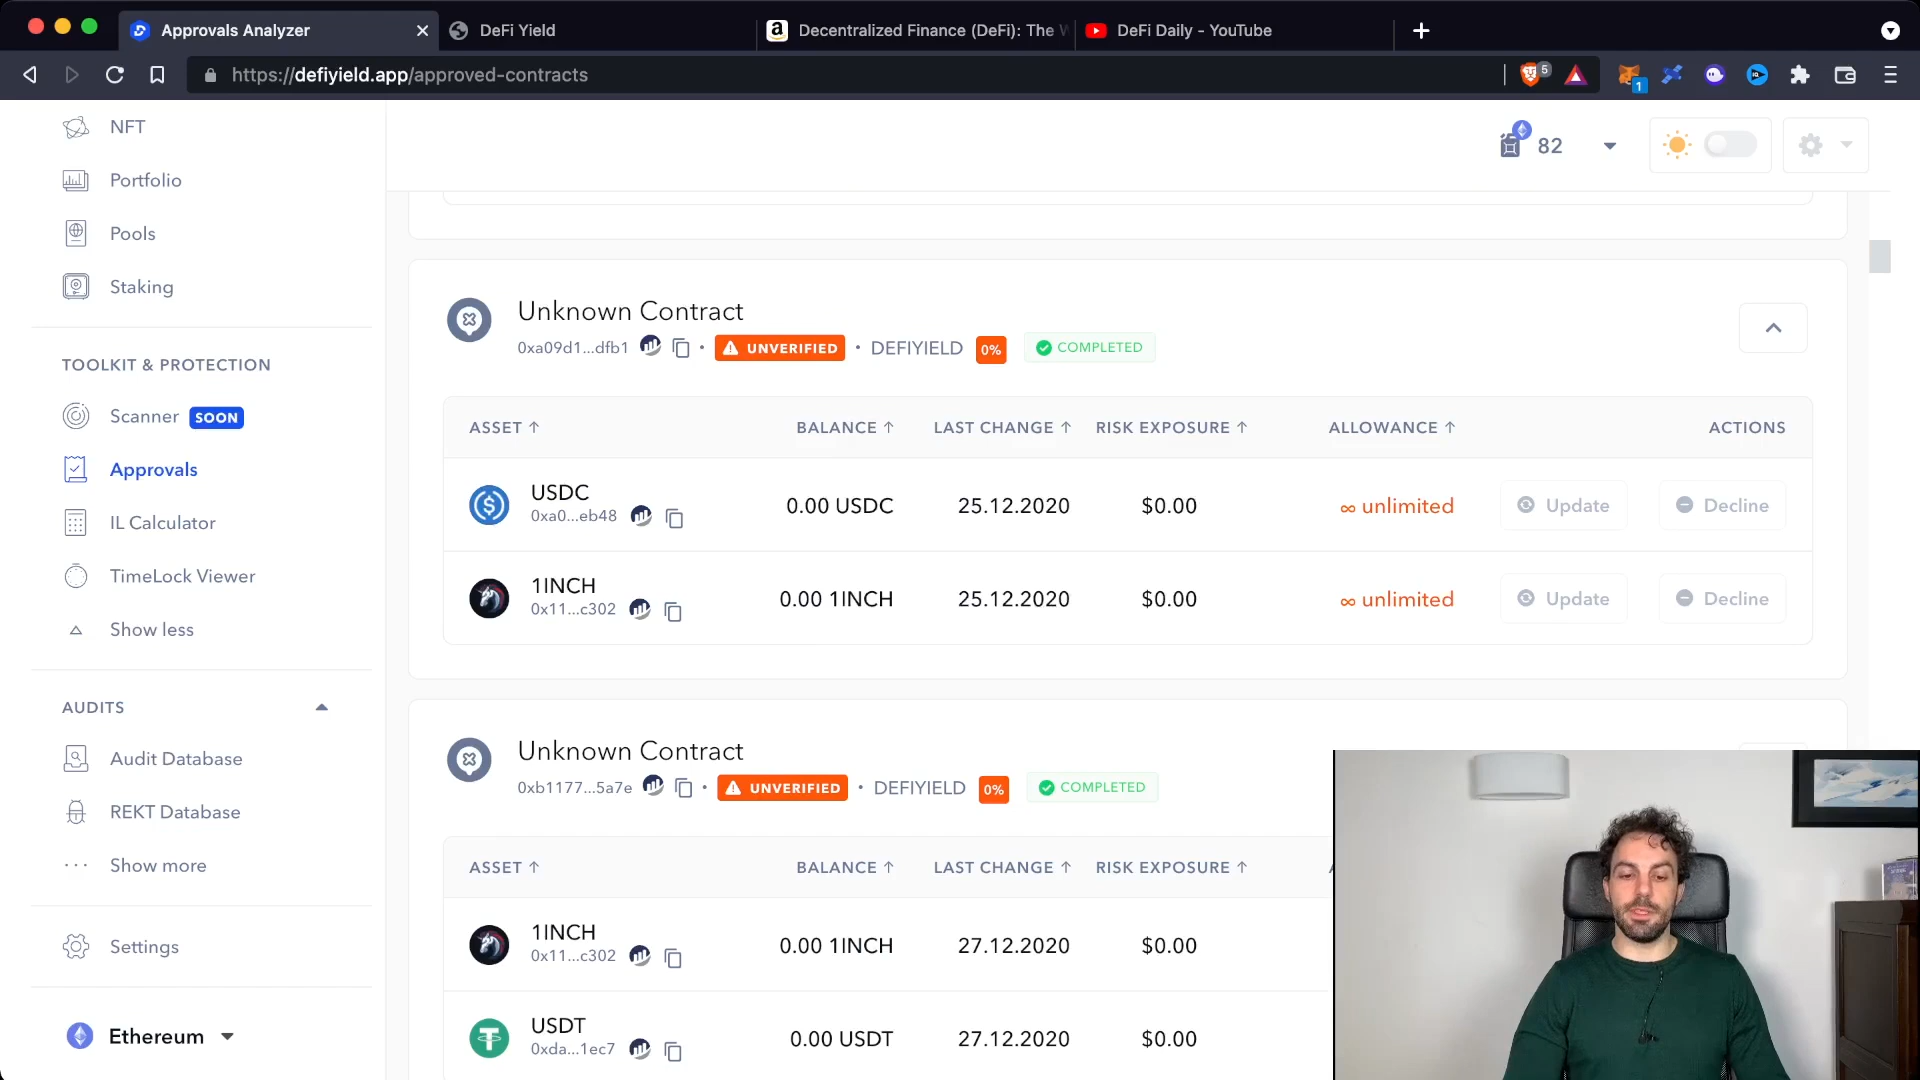 Approvals Analyzer
DeFi Yield
Decentralized Finance (DeFi): The W
DeFi Daily - YouTube
https://defiyield.app/approved-contracts
5
1
NFT
Portfolio
Pools
Staking
TOOLKIT & PROTECTION
Scanner SOON
Approvals
IL Calculator
TimeLock Viewer
Show less
AUDITS
Audit Database
REKT Database
Show more
Settings
Ethereum
82
Unknown Contract
0xa09d1...dfb1 • UNVERIFIED • DEFIYIELD 0% COMPLETED
ASSET ↑ BALANCE ↑ LAST CHANGE ↑ RISK EXPOSURE ↑ ALLOWANCE ↑ ACTIONS
USDC
0xa0...eb48
0.00 USDC 25.12.2020 $0.00 ∞ unlimited Update Decline
1INCH
0x11...c302
0.00 1INCH 25.12.2020 $0.00 ∞ unlimited Update Decline
Unknown Contract
0xb1177...5a7e • UNVERIFIED • DEFIYIELD 0% COMPLETED
ASSET ↑ BALANCE ↑ LAST CHANGE ↑ RISK EXPOSURE ↑
1INCH
0x11...c302
0.00 1INCH 27.12.2020 $0.00
USDT
0xda...1ec7
0.00 USDT 27.12.2020 $0.00